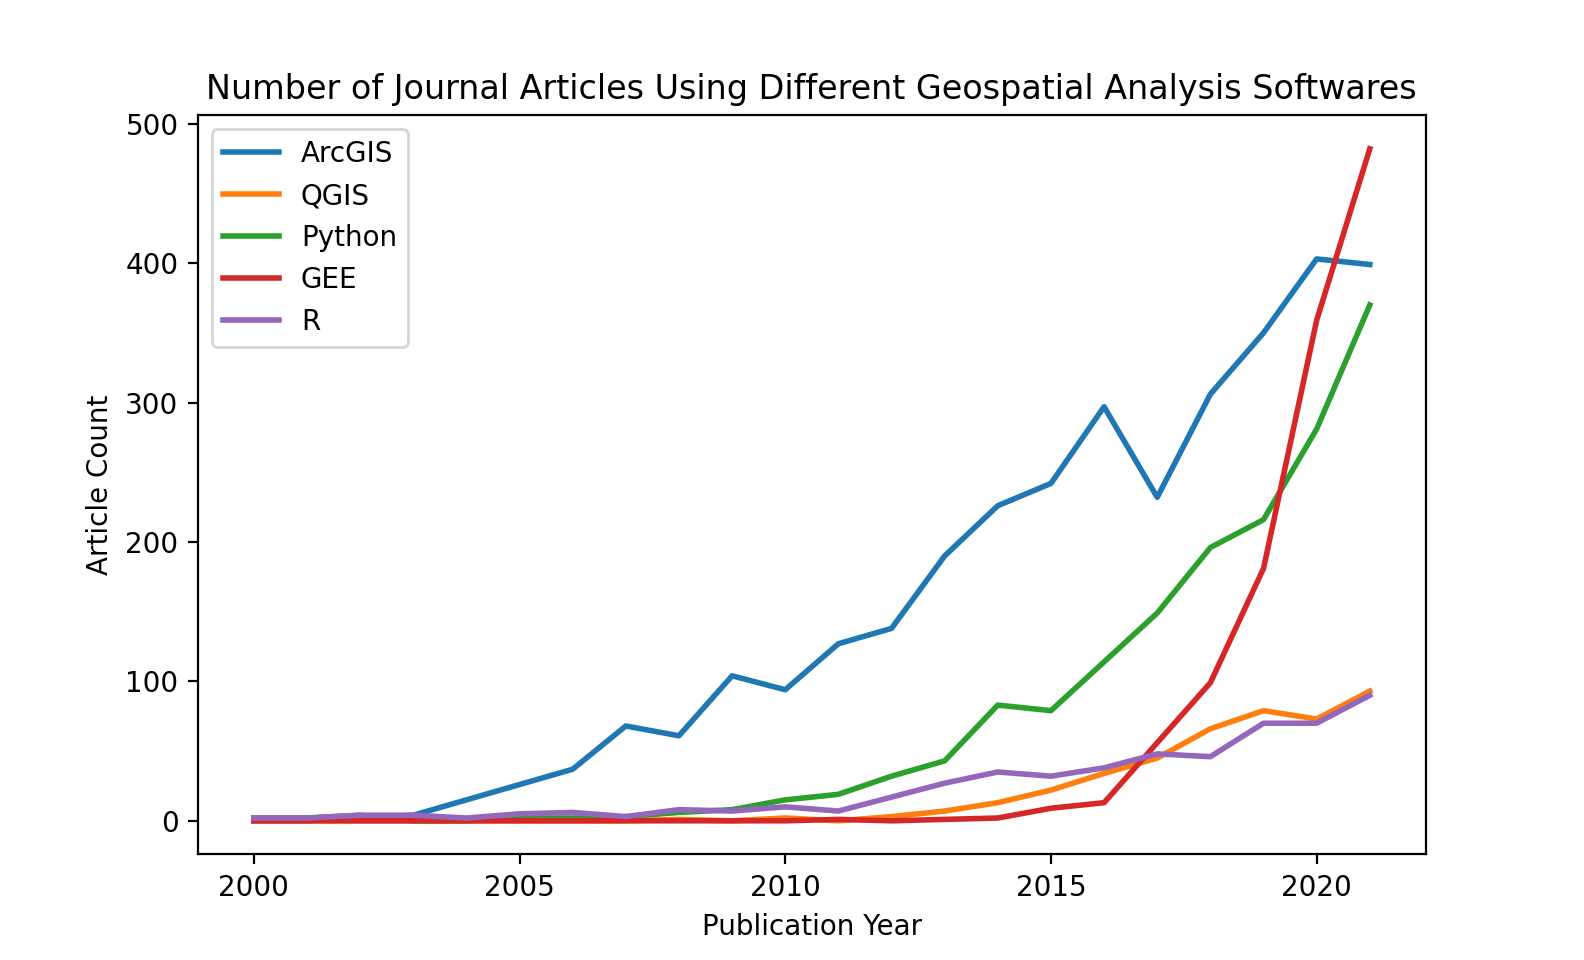 Number of Journal Articles Using Different Geospatial Analysis Softwares
500
400
300
200
100
0
Article Count
ArcGIS
QGIS
Python
GEE
R
2000 2005 2010 2015 2020
Publication Year